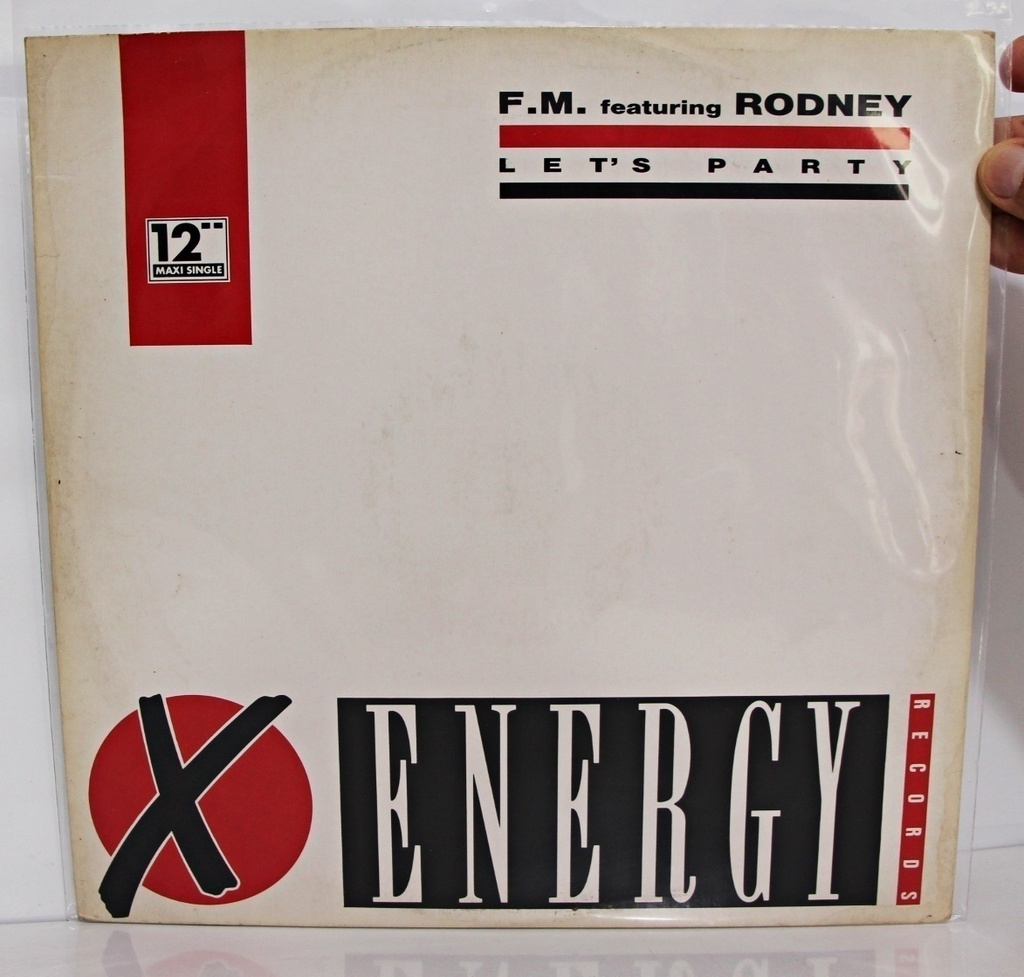 F.M. featuring RODNEY
LET'S PARTY
12"
MAXI SINGLE
X ENERGY
RECORDS